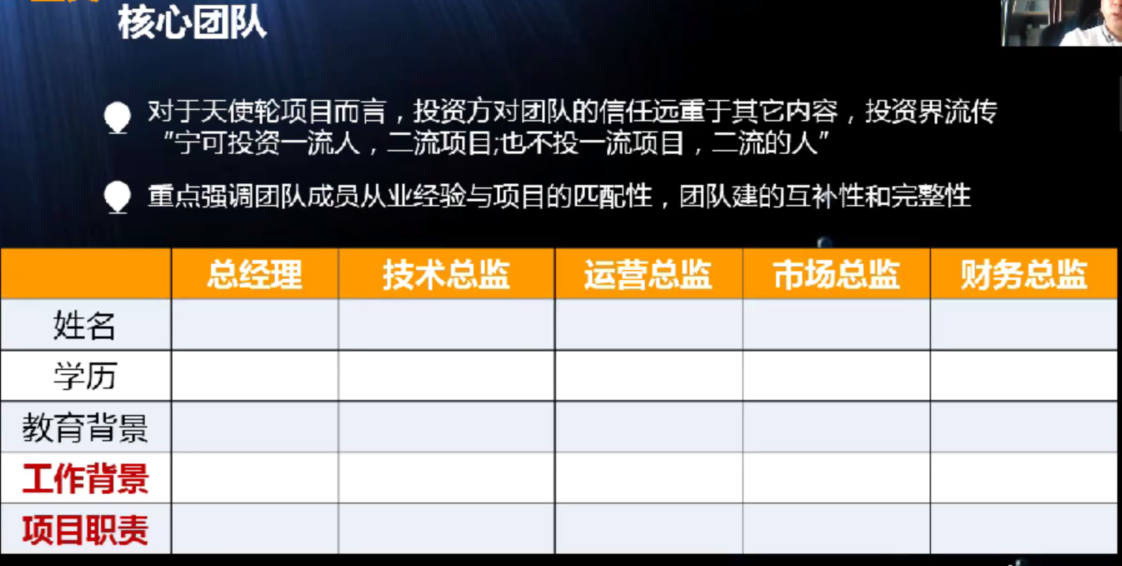 核心团队
对于天使轮项目而言，投资方对团队的信任远重于其它内容，投资界流传
“宁可投资一流人，二流项目;也不投一流项目，二流的人”
重点强调团队成员从业经验与项目的匹配性，团队建的互补性和完整性
总经理 技术总监 运营总监 市场总监 财务总监
姓名
学历
教育背景
工作背景
项目职责